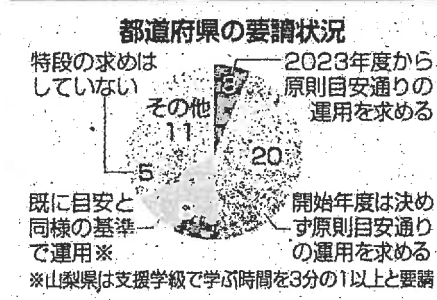 都道府県の要請状況
特段の求めは
していない
その他
11
5
3
2023年度から
原則目安通りの
運用を求める
20
既に目安と
同様の基準
で運用※
開始年度は決め
ず原則目安通り
の運用を求める
※山梨県は支援学級で学ぶ時間を3分の1以上と要請